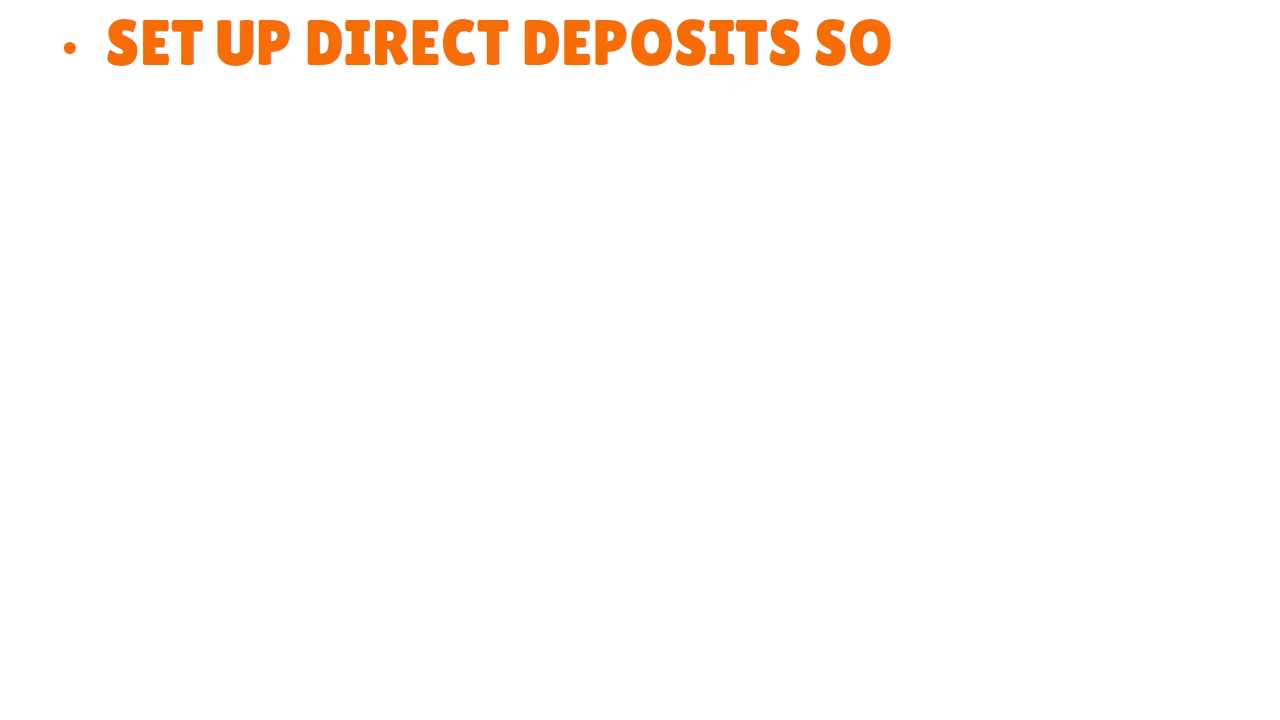 • SET UP DIRECT DEPOSITS SO